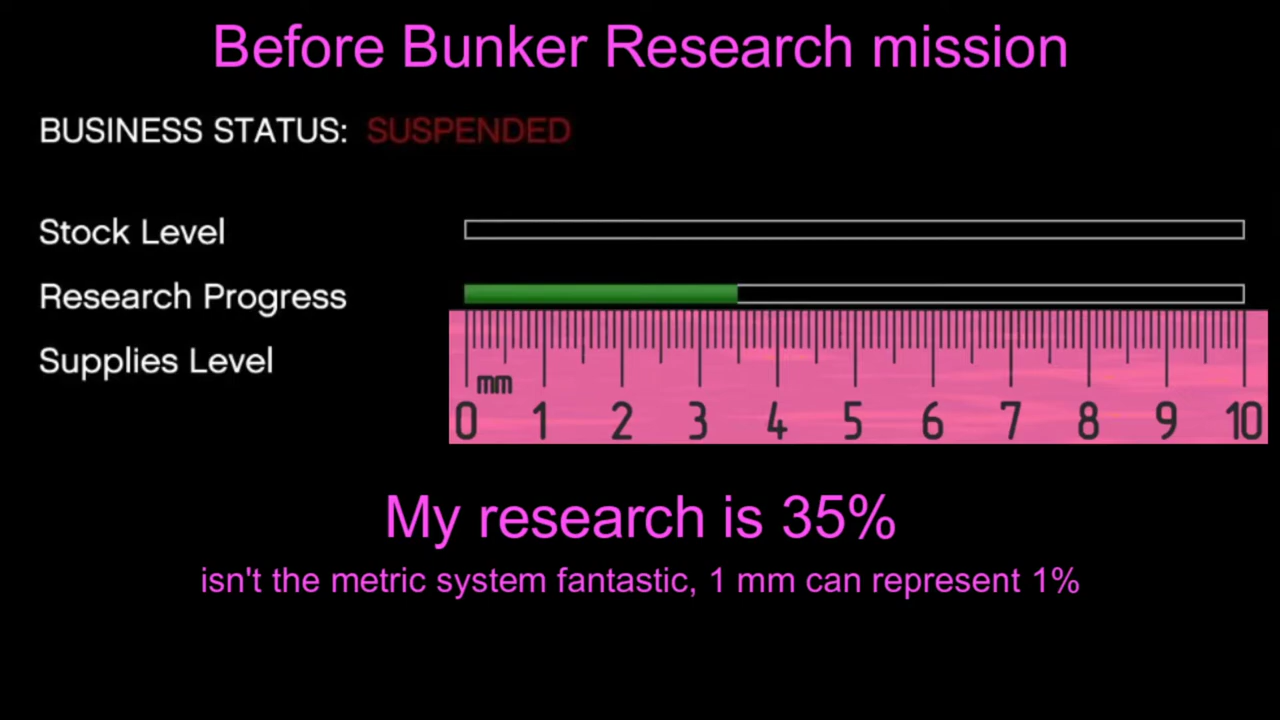 Before Bunker Research mission
BUSINESS STATUS: SUSPENDED
Stock Level
Research Progress
Supplies Level
mm
0 1 2 3 4 5 6 7 8 9 10
My research is 35%
isn't the metric system fantastic, 1 mm can represent 1%